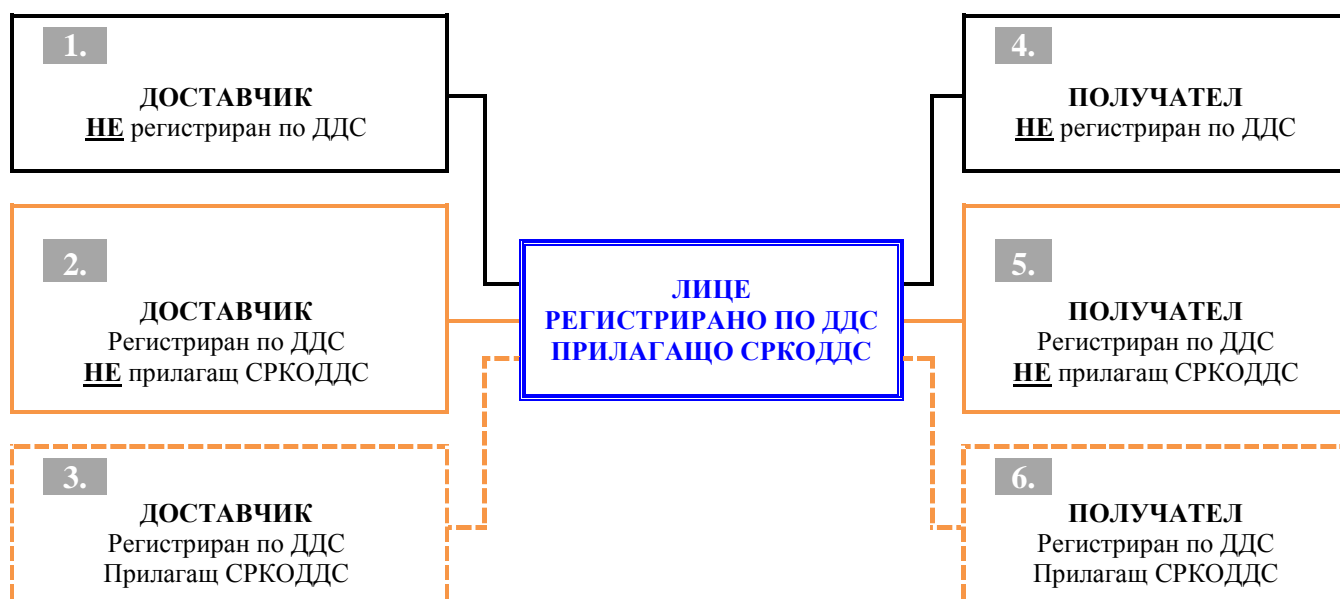 1.
ДОСТАВЧИК
НЕ регистриран по ДДС
2.
ДОСТАВЧИК
Регистриран по ДДС
НЕ прилагащ СРКОДДС
3.
ДОСТАВЧИК
Регистриран по ДДС
Прилагащ СРКОДДС
ЛИЦЕ
РЕГИСТРИРАНО ПО ДДС
ПРИЛАГАЩО СРКОДДС
4.
ПОЛУЧАТЕЛ
НЕ регистриран по ДДС
5.
ПОЛУЧАТЕЛ
Регистриран по ДДС
НЕ прилагащ СРКОДДС
6.
ПОЛУЧАТЕЛ
Регистриран по ДДС
Прилагащ СРКОДДС